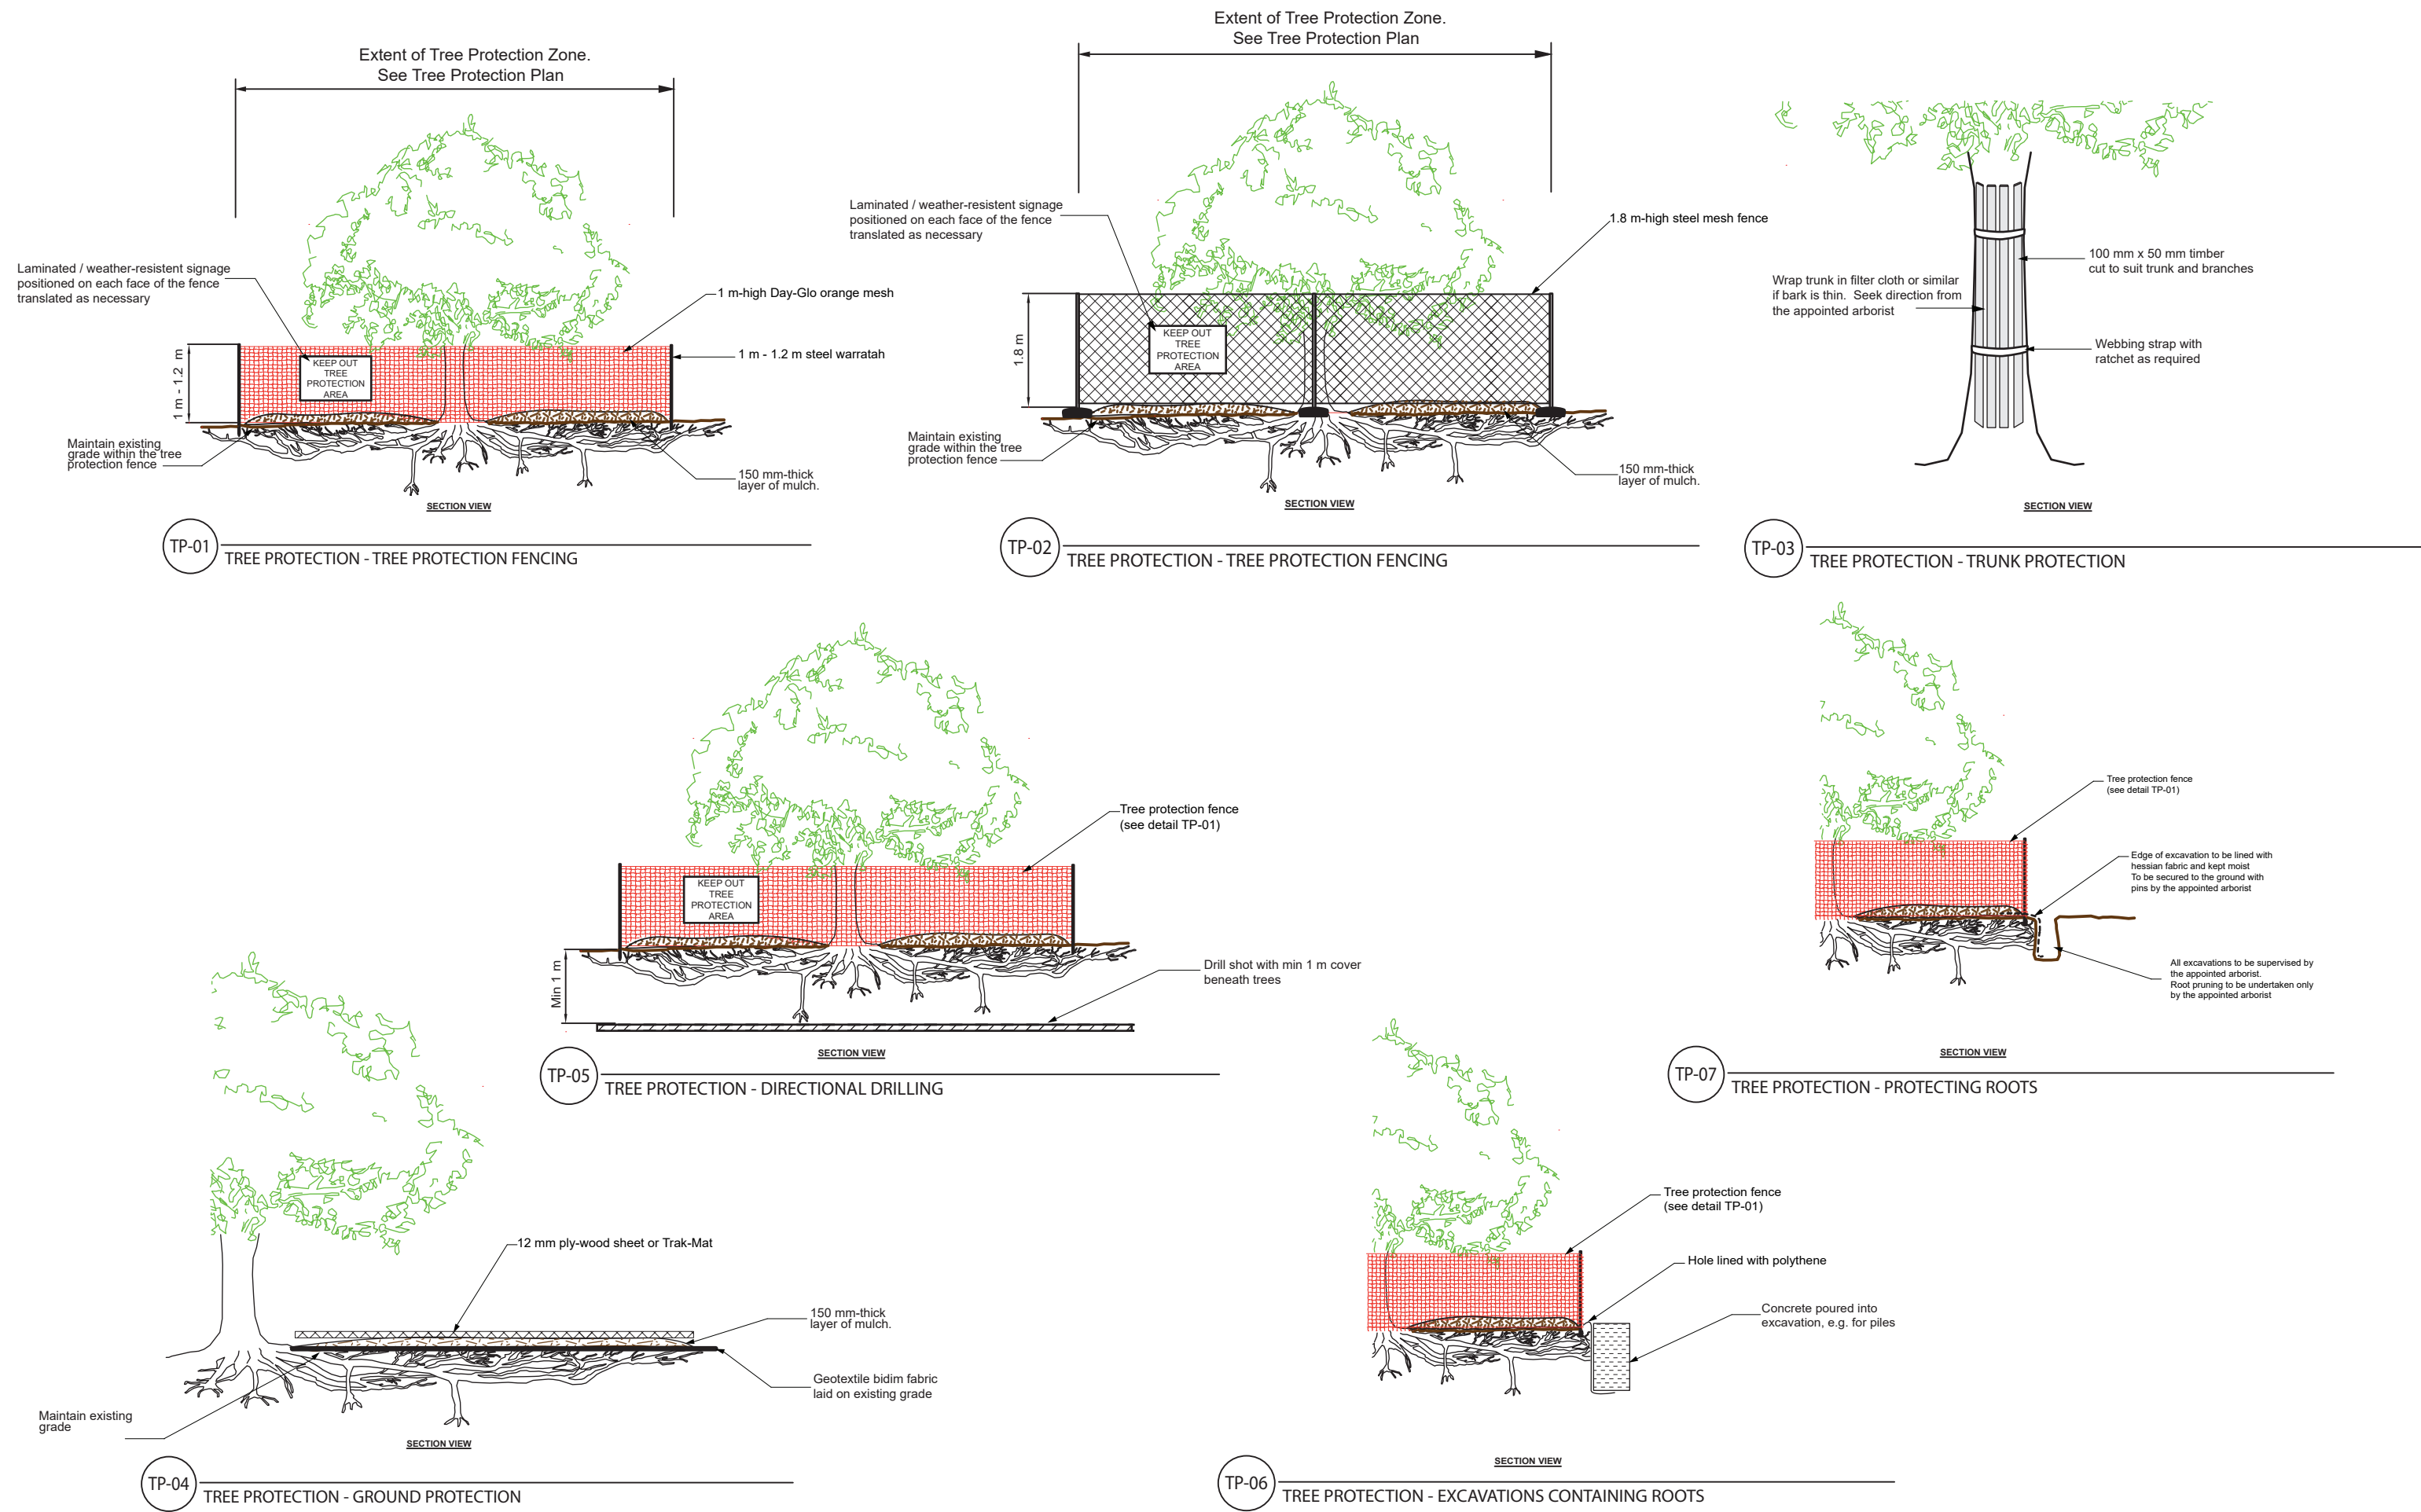 Extent of Tree Protection Zone.
See Tree Protection Plan
Laminated / weather-resistent signage
positioned on each face of the fence
translated as necessary
1 m-high Day-Glo orange mesh
1 m - 1.2 m steel warratah
1 m - 1.2 m
KEEP OUT
TREE
PROTECTION
AREA
Maintain existing
grade within the tree
protection fence
150 mm-thick
layer of mulch.
SECTION VIEW
TP-01
TREE PROTECTION - TREE PROTECTION FENCING
Extent of Tree Protection Zone.
See Tree Protection Plan
Laminated / weather-resistent signage
positioned on each face of the fence
translated as necessary
1.8 m-high steel mesh fence
1.8 m
KEEP OUT
TREE
PROTECTION
AREA
Maintain existing
grade within the tree
protection fence
150 mm-thick
layer of mulch.
SECTION VIEW
TP-02
TREE PROTECTION - TREE PROTECTION FENCING
Wrap trunk in filter cloth or similar
if bark is thin. Seek direction from
the appointed arborist
100 mm x 50 mm timber
cut to suit trunk and branches
Webbing strap with
ratchet as required
SECTION VIEW
TP-03
TREE PROTECTION - TRUNK PROTECTION
Tree protection fence
(see detail TP-01)
KEEP OUT
TREE
PROTECTION
AREA
Min 1 m
Drill shot with min 1 m cover
beneath trees
SECTION VIEW
TP-05
TREE PROTECTION - DIRECTIONAL DRILLING
Tree protection fence
(see detail TP-01)
Edge of excavation to be lined with
hessian fabric and kept moist
To be secured to the ground with
pins by the appointed arborist
All excavations to be supervised by
the appointed arborist.
Root pruning to be undertaken only
by the appointed arborist
SECTION VIEW
TP-07
TREE PROTECTION - PROTECTING ROOTS
12 mm ply-wood sheet or Trak-Mat
150 mm-thick
layer of mulch.
Geotextile bidim fabric
laid on existing grade
Maintain existing
grade
SECTION VIEW
TP-04
TREE PROTECTION - GROUND PROTECTION
Tree protection fence
(see detail TP-01)
Hole lined with polythene
Concrete poured into
excavation, e.g. for piles
SECTION VIEW
TP-06
TREE PROTECTION - EXCAVATIONS CONTAINING ROOTS